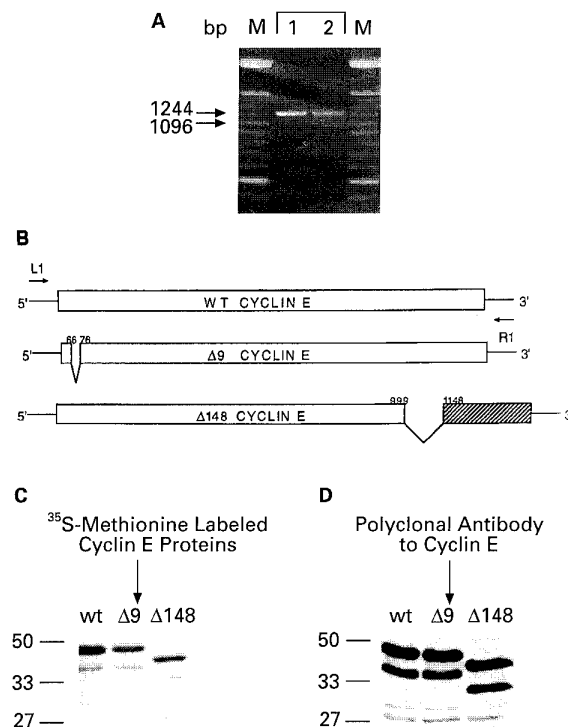 A
bp M 1 2 M
1244
1096
B
L1
5' WT CYCLIN E 3'
R1
66 76
5' Δ9 CYCLIN E 3'
999 1148
5' Δ148 CYCLIN E 3'
C
35S-Methionine Labeled
Cyclin E Proteins
wt Δ9 Δ148
50
33
27
D
Polyclonal Antibody
to Cyclin E
wt Δ9 Δ148
50
33
27